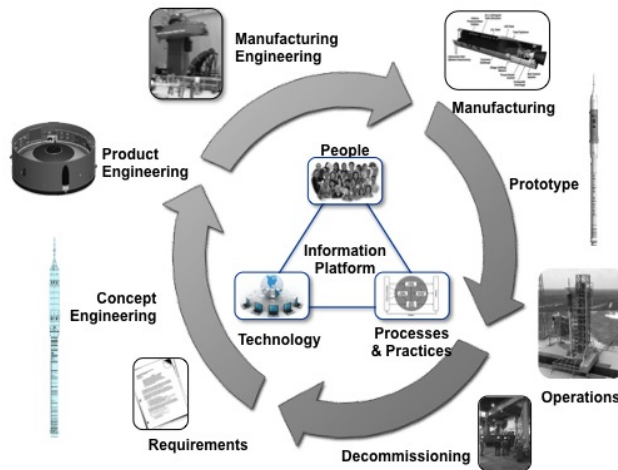 Manufacturing
Engineering
Manufacturing
People
Product
Engineering
Prototype
Information
Platform
Concept
Engineering
Technology
Processes
& Practices
Operations
Requirements
Decommissioning